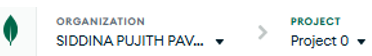 ORGANIZATION
SIDDINA PUJITH PAV...
PROJECT
Project 0